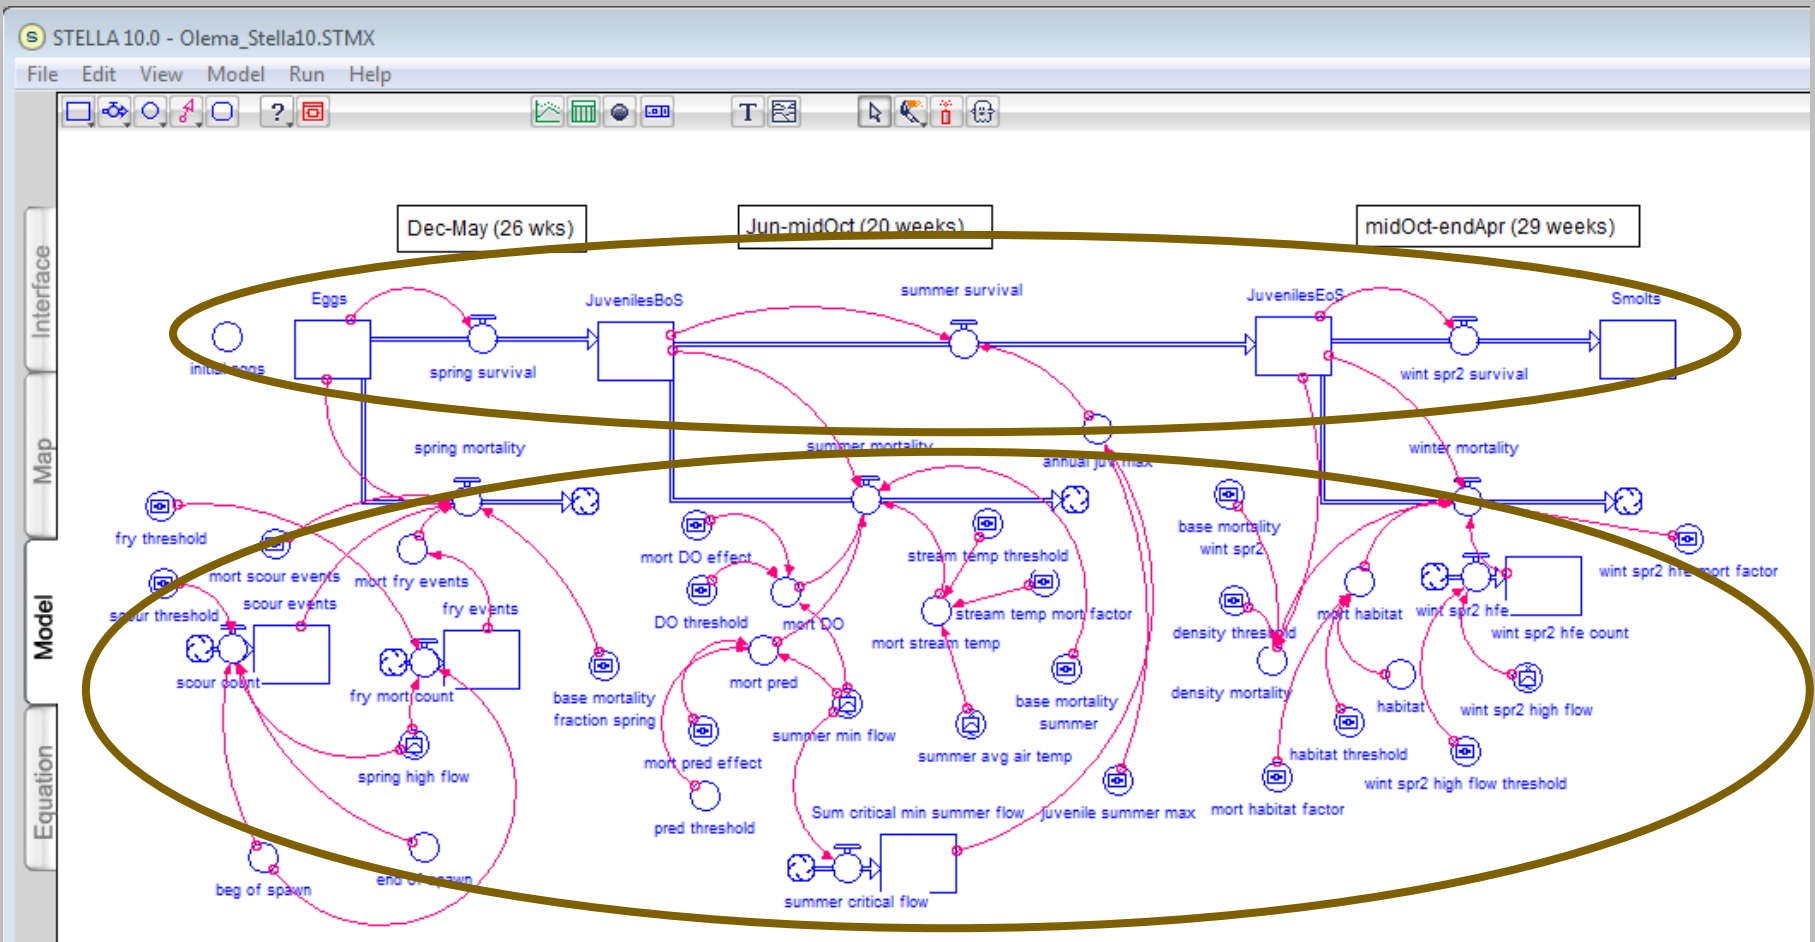 STELLA 10.0 - Olema_Stella10.STMX
File Edit View Model Run Help
? T
Interface
Map
Model
Equation
Dec-May (26 wks)
Jun-midOct (20 weeks)
midOct-endApr (29 weeks)
Eggs
JuvenilesBoS
summer survival
JuvenilesEoS
Smolts
initial eggs
spring survival
wint spr2 survival
spring mortality
summer mortality
annual juv max
winter mortality
fry threshold
mort scour events
mort fry events
scour threshold
scour events
fry events
scour count
fry mort count
base mortality
fraction spring
spring high flow
beg of spawn
end of spawn
mort DO effect
stream temp threshold
DO threshold
mort DO
stream temp mort factor
mort stream temp
mort pred
base mortality
summer
summer min flow
mort pred effect
summer avg air temp
pred threshold
Sum critical min summer flow
juvenile summer max
summer critical flow
base mortality
wint spr2
wint spr2 hfe mort factor
density threshold
mort habitat
wint spr2 hfe
wint spr2 hfe count
density mortality
habitat
wint spr2 high flow
habitat threshold
wint spr2 high flow threshold
mort habitat factor